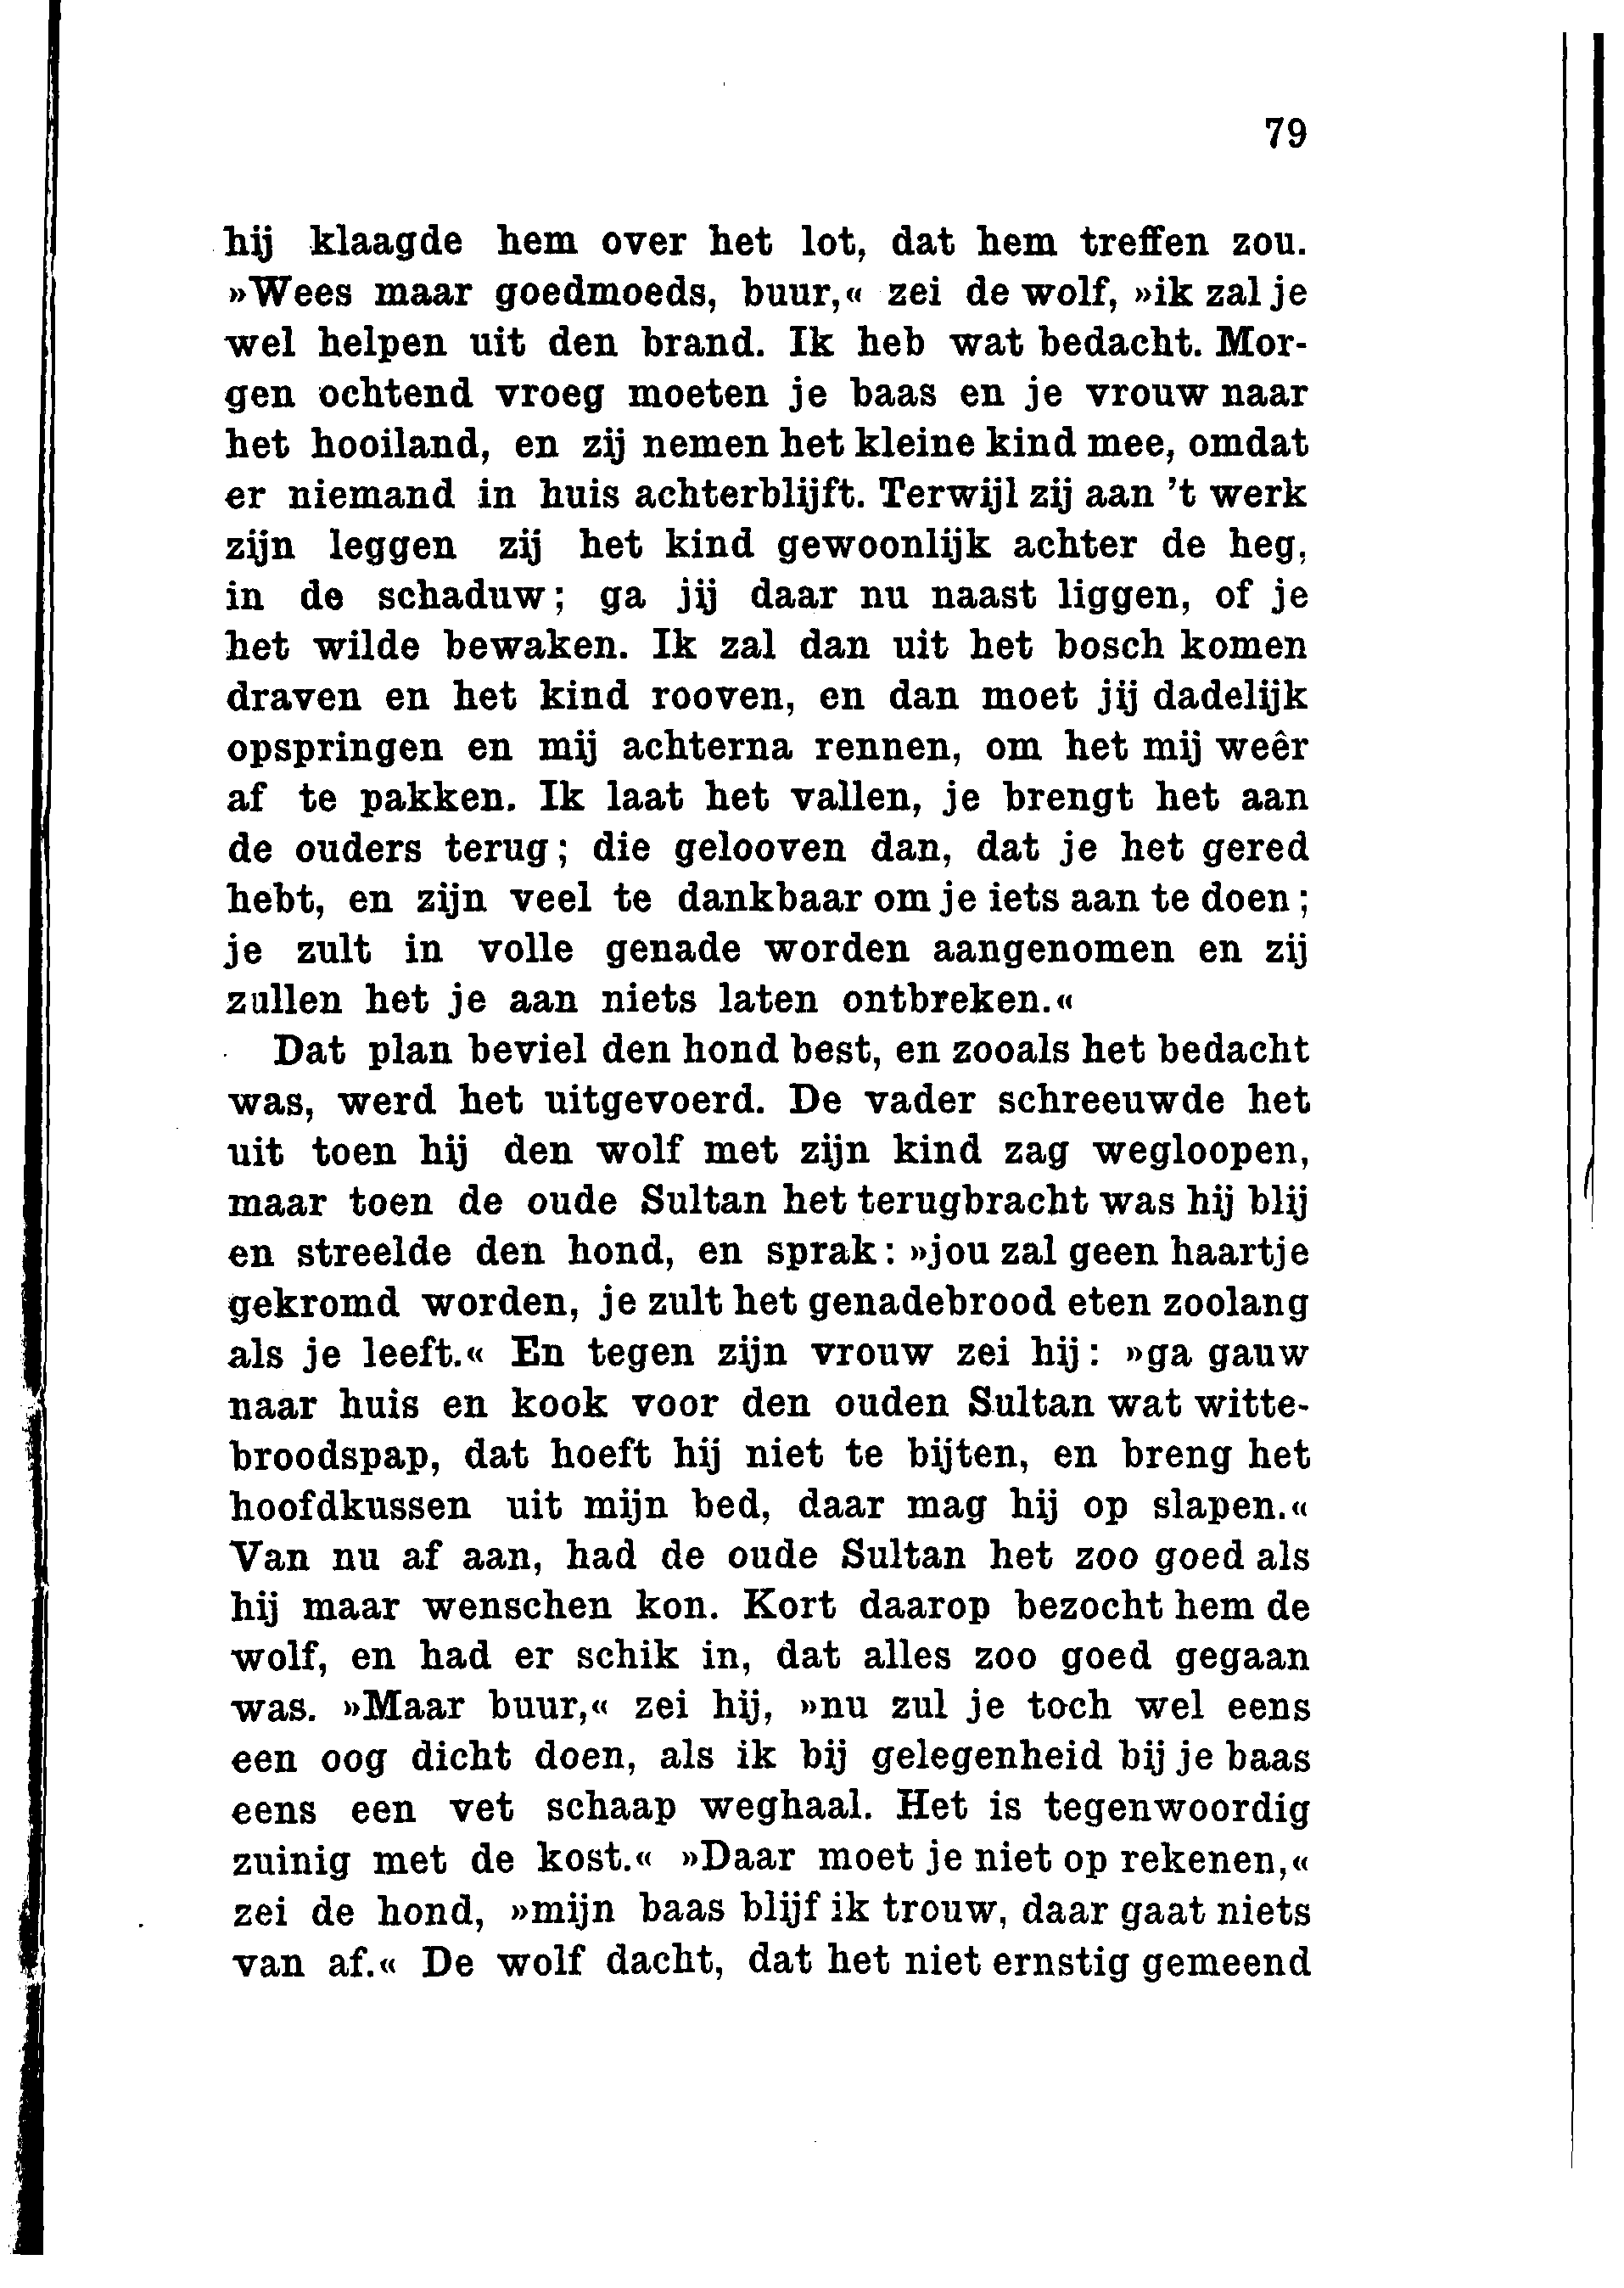 79
hij klaagde hem over het lot, dat hem treffen zou.
»Wees maar goedmoeds, buur,« zei de wolf, »ik zal je
wel helpen uit den brand. Ik heb wat bedacht. Mor-
gen ochtend vroeg moeten je baas en je vrouw naar
het hooiland, en zij nemen het kleine kind mee, omdat
er niemand in huis achterblijft. Terwijl zij aan 't werk
zijn leggen zij het kind gewoonlijk achter de heg,
in de schaduw; ga jij daar nu naast liggen, of je
het wilde bewaken. Ik zal dan uit het bosch komen
draven en het kind rooven, en dan moet jij dadelijk
opspringen en mij achterna rennen, om het mij weêr
af te pakken. Ik laat het vallen, je brengt het aan
de ouders terug; die gelooven dan, dat je het gered
hebt, en zijn veel te dankbaar om je iets aan te doen;
je zult in volle genade worden aangenomen en zij
zullen het je aan niets laten ontbreken.«
Dat plan beviel den hond best, en zooals het bedacht
was, werd het uitgevoerd. De vader schreeuwde het
uit toen hij den wolf met zijn kind zag wegloopen,
maar toen de oude Sultan het terugbracht was hij blij
en streelde den hond, en sprak: »jou zal geen haartje
gekromd worden, je zult het genadebrood eten zoolang
als je leeft.« En tegen zijn vrouw zei hij: »ga gauw
naar huis en kook voor den ouden Sultan wat witte-
broodspap, dat hoeft hij niet te bijten, en breng het
hoofdkussen uit mijn bed, daar mag hij op slapen.«
Van nu af aan, had de oude Sultan het zoo goed als
hij maar wenschen kon. Kort daarop bezocht hem de
wolf, en had er schik in, dat alles zoo goed gegaan
was. »Maar buur,« zei hij, »nu zul je toch wel eens
een oog dicht doen, als ik bij gelegenheid bij je baas
eens een vet schaap weghaal. Het is tegenwoordig
zuinig met de kost.« »Daar moet je niet op rekenen,«
zei de hond, »mijn baas blijf ik trouw, daar gaat niets
van af.« De wolf dacht, dat het niet ernstig gemeend